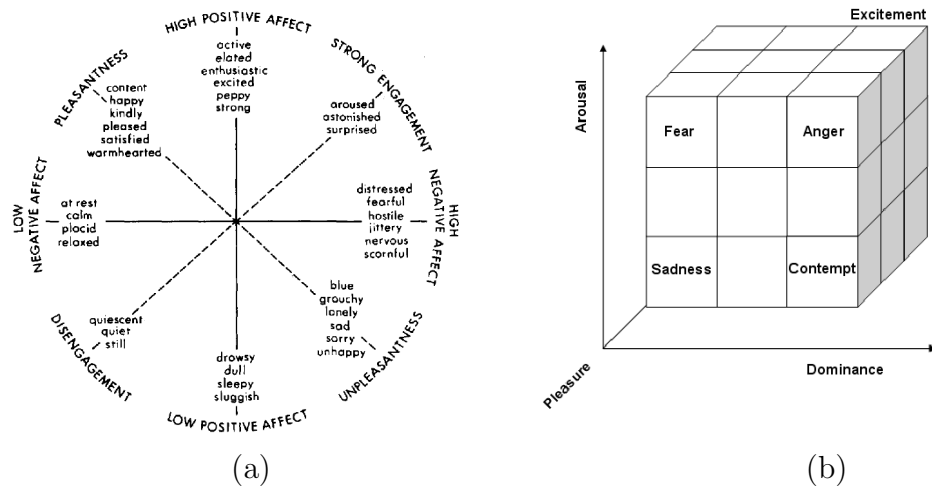 HIGH POSITIVE AFFECT
active
elated
enthusiastic
excited
peppy
strong
STRONG ENGAGEMENT
aroused
astonished
surprised
PLEASANTNESS
content
happy
kindly
pleased
satisfied
warmhearted
LOW
NEGATIVE AFFECT
at rest
calm
placid
relaxed
HIGH
NEGATIVE AFFECT
distressed
fearful
hostile
jittery
nervous
scornful
DISENGAGEMENT
quiescent
quiet
still
UNPLEASANTNESS
blue
grouchy
lonely
sad
sorry
unhappy
drowsy
dull
sleepy
sluggish
LOW POSITIVE AFFECT
(a)
Excitement
Arousal
Fear
Anger
Sadness
Contempt
Pleasure
Dominance
(b)